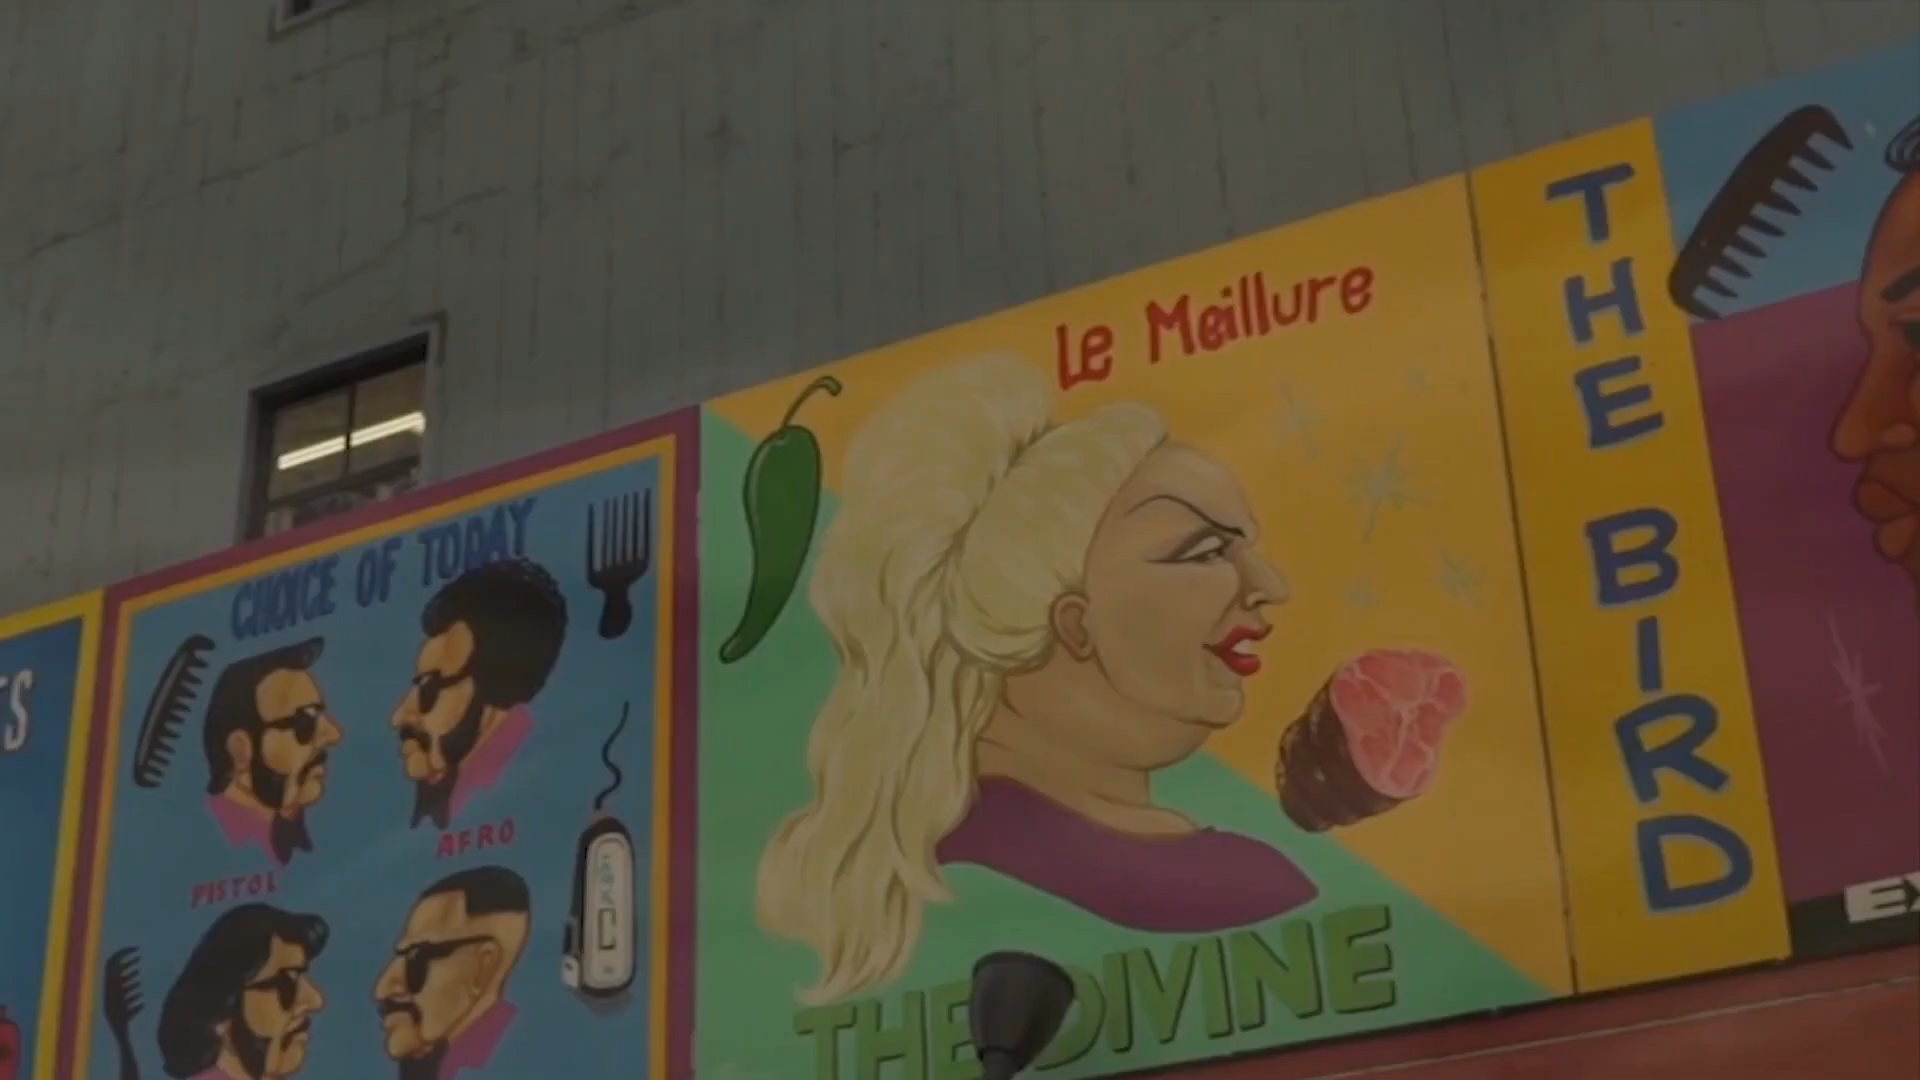 CHOICE OF TODAY
AFRO
PISTOL
Le Meillure
THE DIVINE
THE BIRD